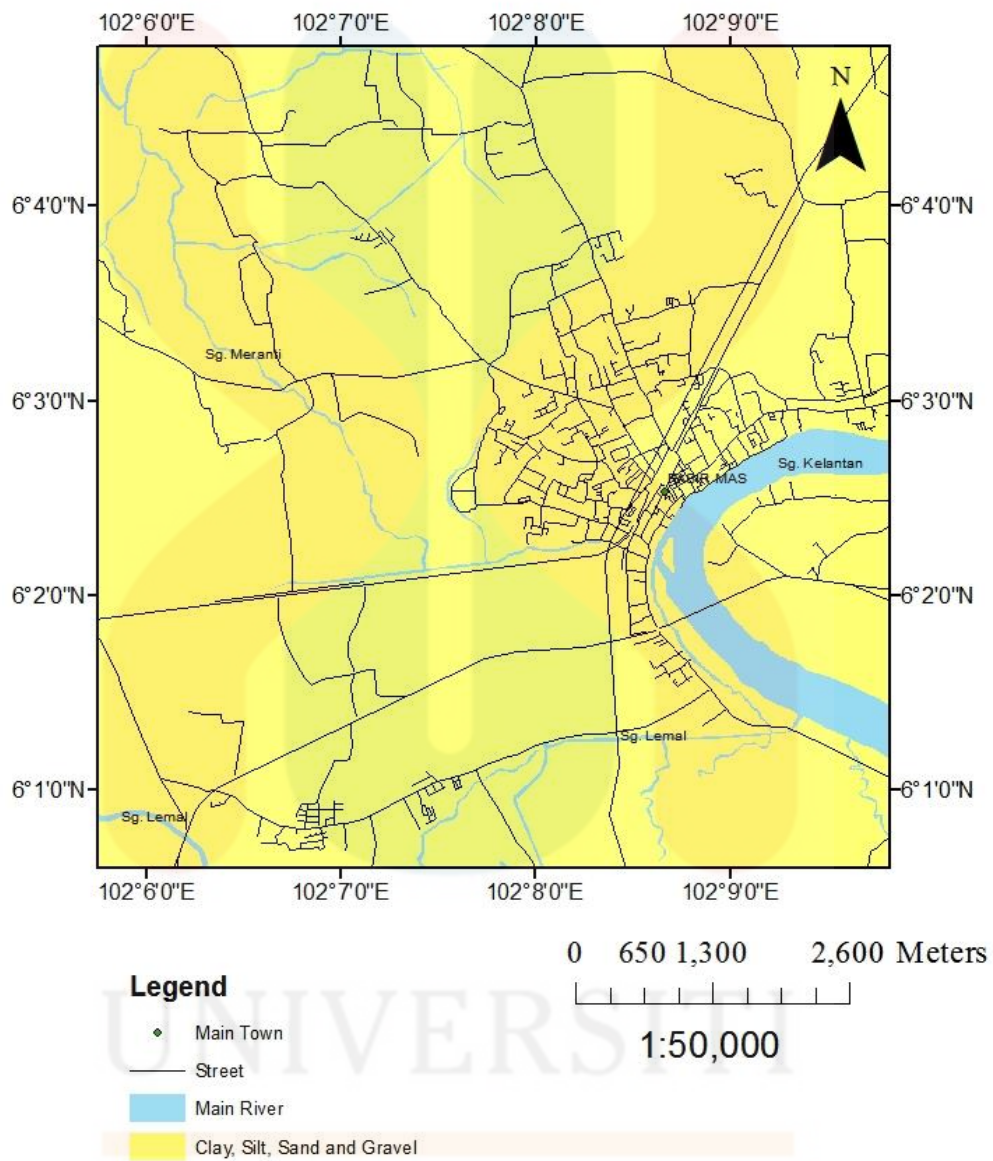 102°6'0"E 102°7'0"E 102°8'0"E 102°9'0"E
N
6°4'0"N 6°4'0"N
Sg. Meranti
6°3'0"N 6°3'0"N
Sg. Kelantan
PASIR MAS
6°2'0"N 6°2'0"N
Sg. Lemal
6°1'0"N 6°1'0"N
Sg. Lemal
102°6'0"E 102°7'0"E 102°8'0"E 102°9'0"E
0 650 1,300 2,600 Meters
1:50,000
Legend
UNIVERSITI
Main Town
Street
Main River
Clay, Silt, Sand and Gravel